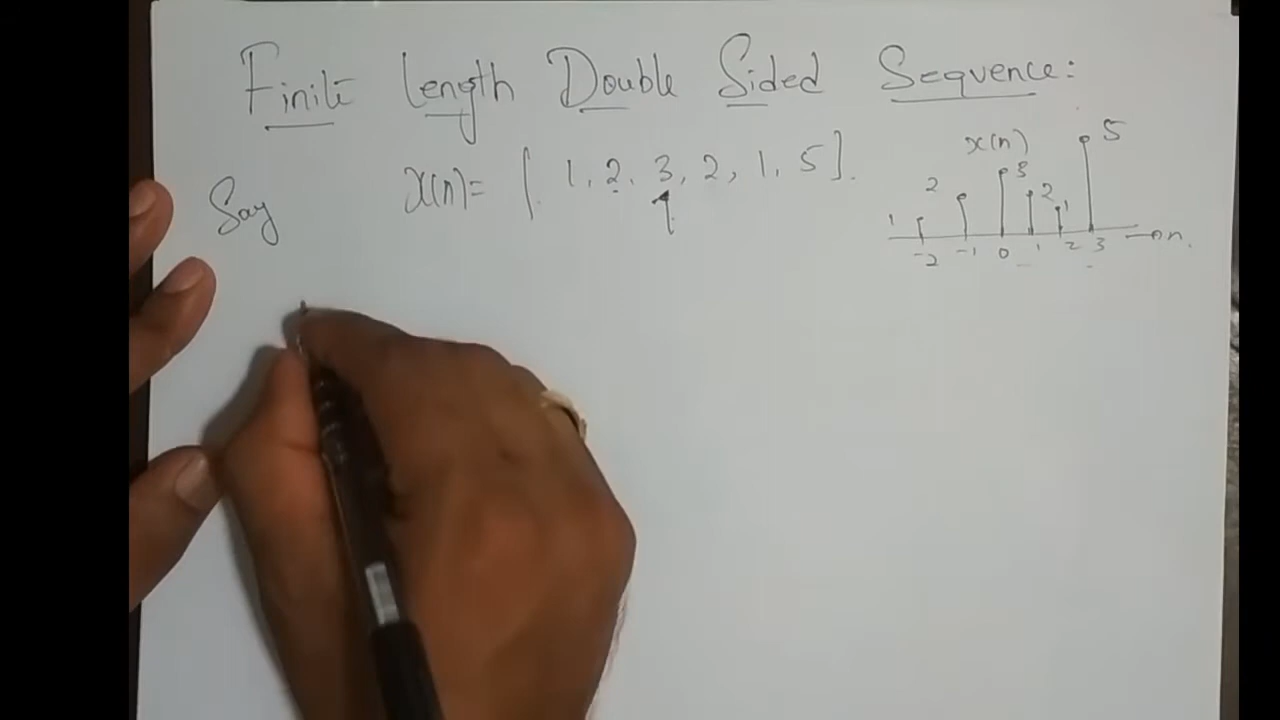 Finite Length Double Sided Sequence:
Say x(n) = [ 1, 2, 3, 2, 1, 5 ].
↑
x(n)
5
3
2
2
1
1
-2 -1 0 1 2 3 → n.